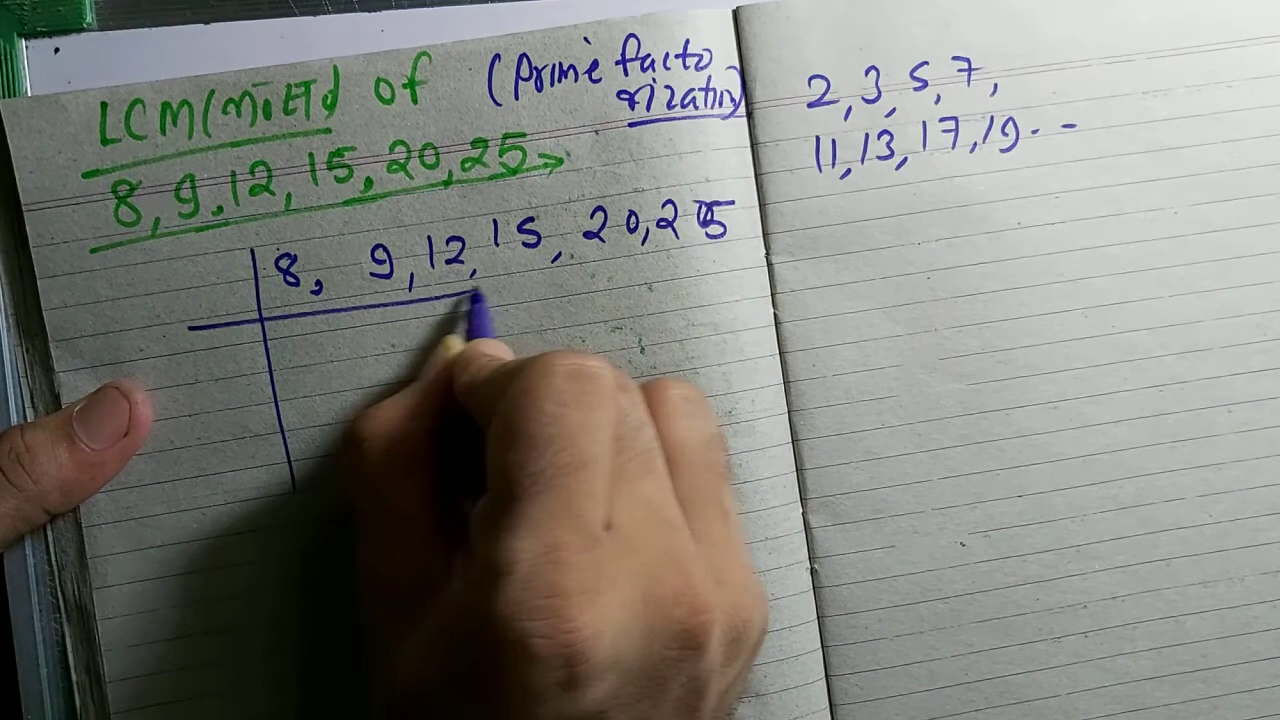 LCM of (Prime facto
rization)
8, 9, 12, 15, 20, 25
8, 9, 12, 15, 20, 25
2, 3, 5, 7,
11, 13, 17, 19. - -